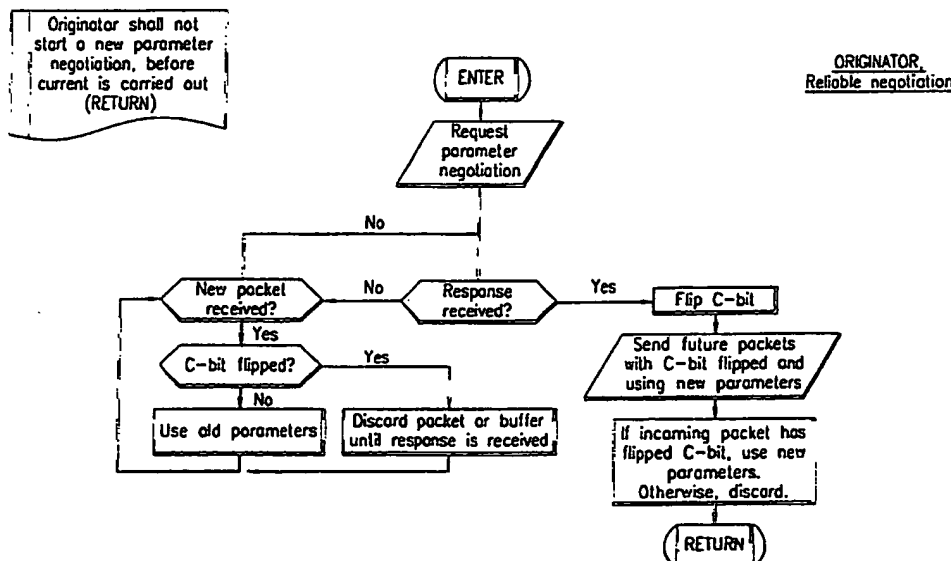 Originator shall not
start a new parameter
negotiation, before
current is carried out
(RETURN)
ORIGINATOR,
Reliable negotiation
ENTER
Request
parameter
negotiation
No
New packet
received?
No
Response
received?
Yes
Flip C-bit
Yes
C-bit flipped?
Yes
Send future packets
with C-bit flipped and
using new parameters
No
Use old parameters
Discard packet or buffer
until response is received
If incoming packet has
flipped C-bit, use new
parameters.
Otherwise, discard.
RETURN